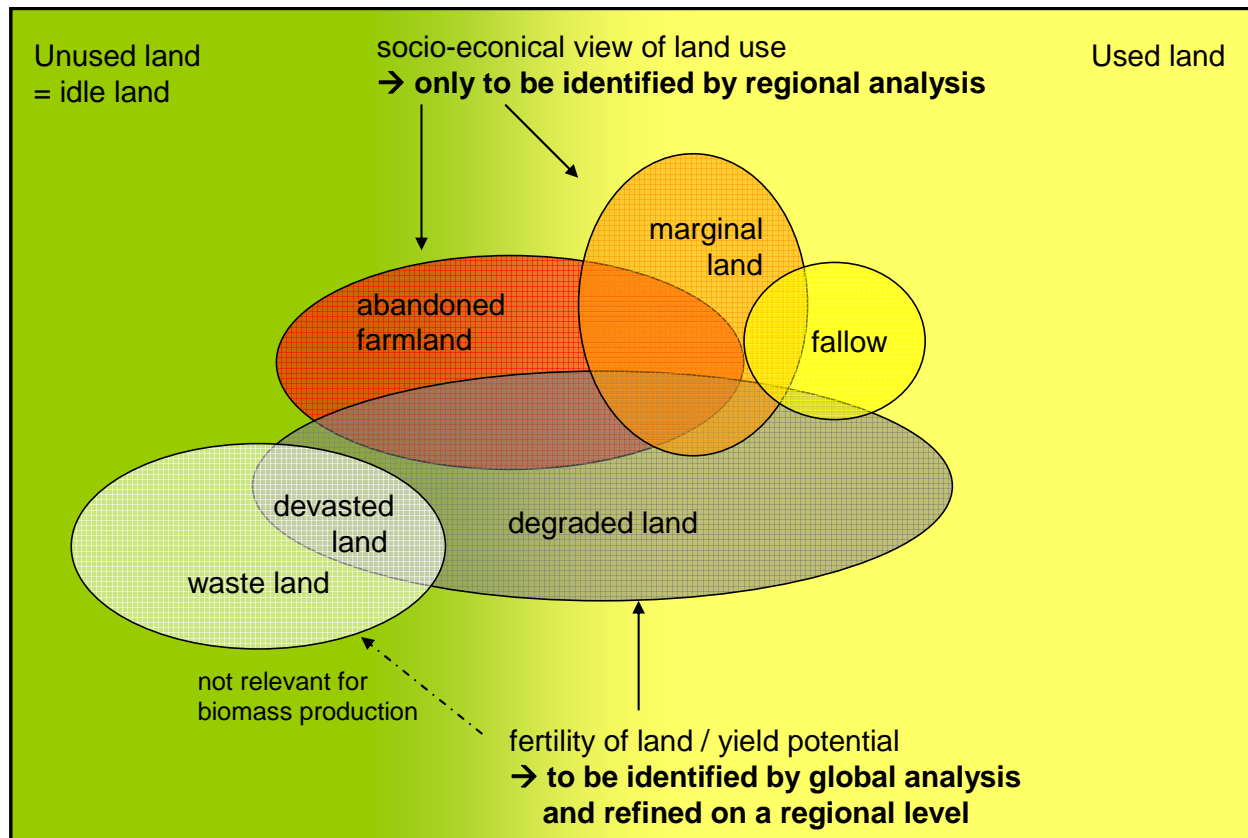 Unused land
= idle land
socio-econical view of land use
→ only to be identified by regional analysis
Used land
marginal
land
abandoned
farmland
fallow
devasted
land
degraded land
waste land
not relevant for
biomass production
fertility of land / yield potential
→ to be identified by global analysis
and refined on a regional level